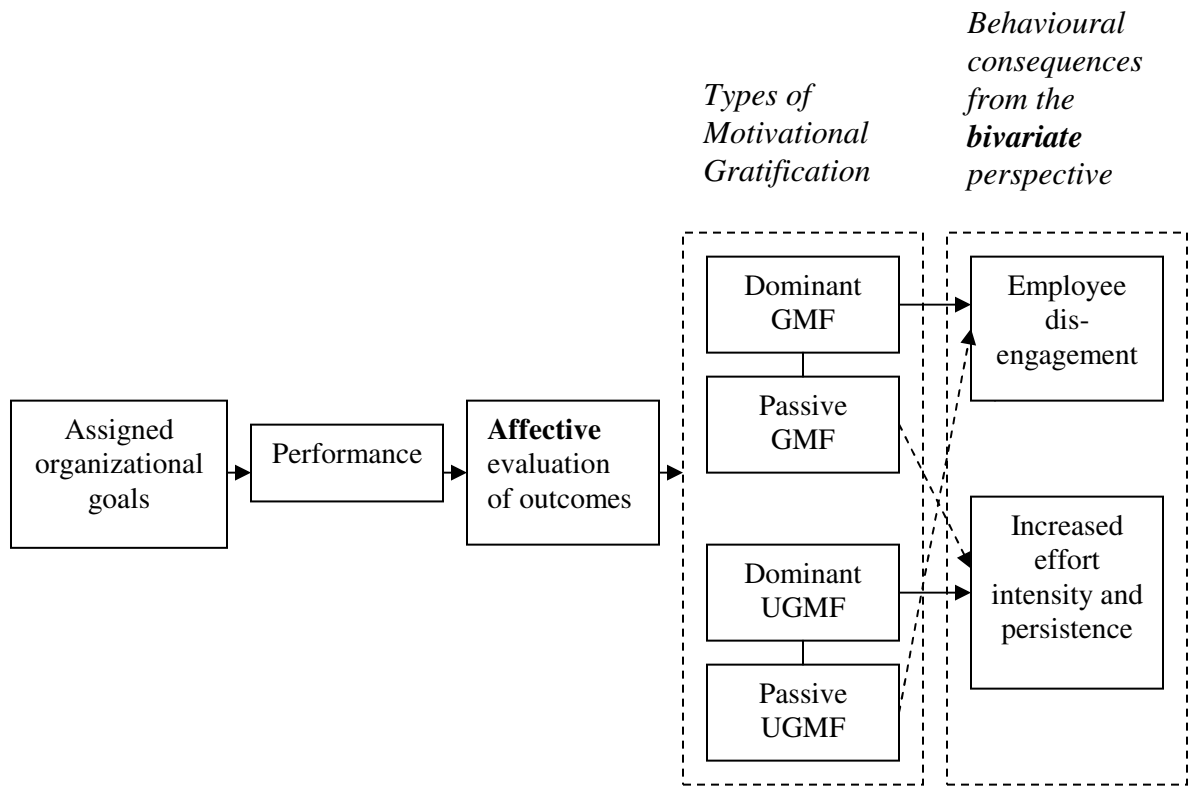 Types of
Motivational
Gratification
Behavioural
consequences
from the
bivariate
perspective
Assigned
organizational
goals
Performance
Affective
evaluation
of outcomes
Dominant
GMF
Passive
GMF
Dominant
UGMF
Passive
UGMF
Employee
dis-
engagement
Increased
effort
intensity and
persistence